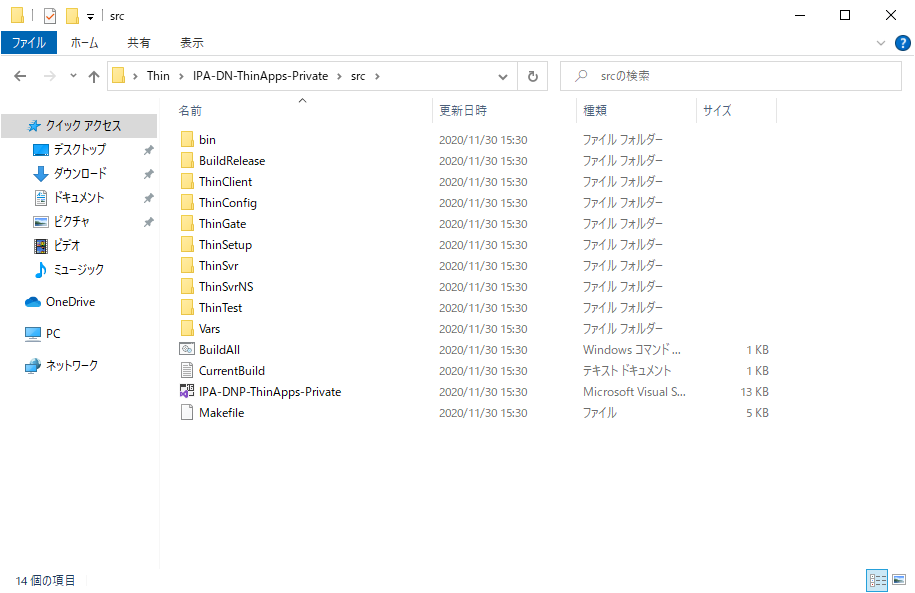 src
ファイル ホーム 共有 表示
Thin IPA-DN-ThinApps-Private src srcの検索
名前 更新日時 種類 サイズ
クイック アクセス
デスクトップ
ダウンロード
ドキュメント
ピクチャ
ビデオ
ミュージック
OneDrive
PC
ネットワーク
bin 2020/11/30 15:30 ファイル フォルダー
BuildRelease 2020/11/30 15:30 ファイル フォルダー
ThinClient 2020/11/30 15:30 ファイル フォルダー
ThinConfig 2020/11/30 15:30 ファイル フォルダー
ThinGate 2020/11/30 15:30 ファイル フォルダー
ThinSetup 2020/11/30 15:30 ファイル フォルダー
ThinSvr 2020/11/30 15:30 ファイル フォルダー
ThinSvrNS 2020/11/30 15:30 ファイル フォルダー
ThinTest 2020/11/30 15:30 ファイル フォルダー
Vars 2020/11/30 15:30 ファイル フォルダー
BuildAll 2020/11/30 15:30 Windows コマンド ... 1 KB
CurrentBuild 2020/11/30 15:30 テキスト ドキュメント 1 KB
IPA-DNP-ThinApps-Private 2020/11/30 15:30 Microsoft Visual S... 13 KB
Makefile 2020/11/30 15:30 ファイル 5 KB
14 個の項目